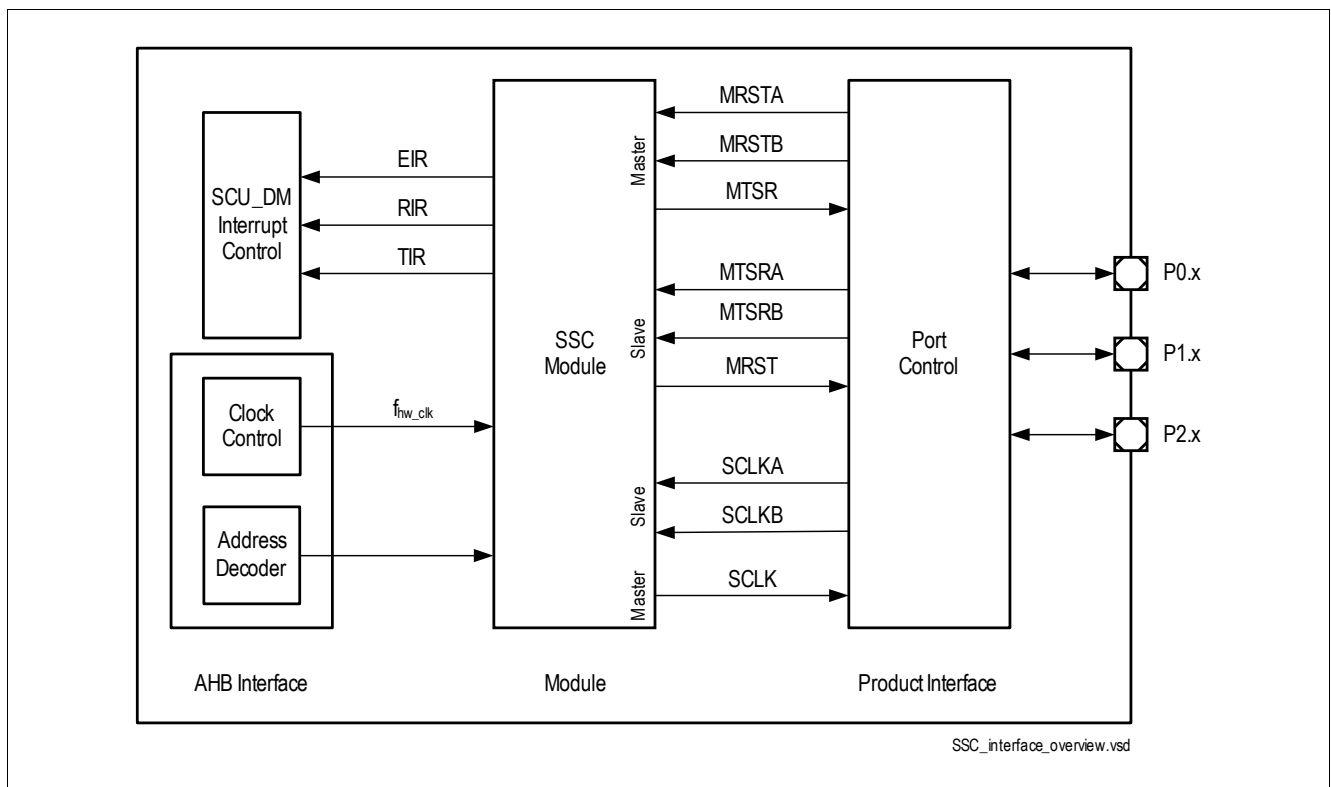 SCU_DM
Interrupt
Control
EIR
RIR
TIR
Clock
Control
fhw_clk
Address
Decoder
AHB Interface
SSC
Module
Master
Slave
Slave
Master
Module
MRSTA
MRSTB
MTSR
MTSRA
MTSRB
MRST
SCLKA
SCLKB
SCLK
Port
Control
Product Interface
P0.x
P1.x
P2.x
SSC_interface_overview.vsd